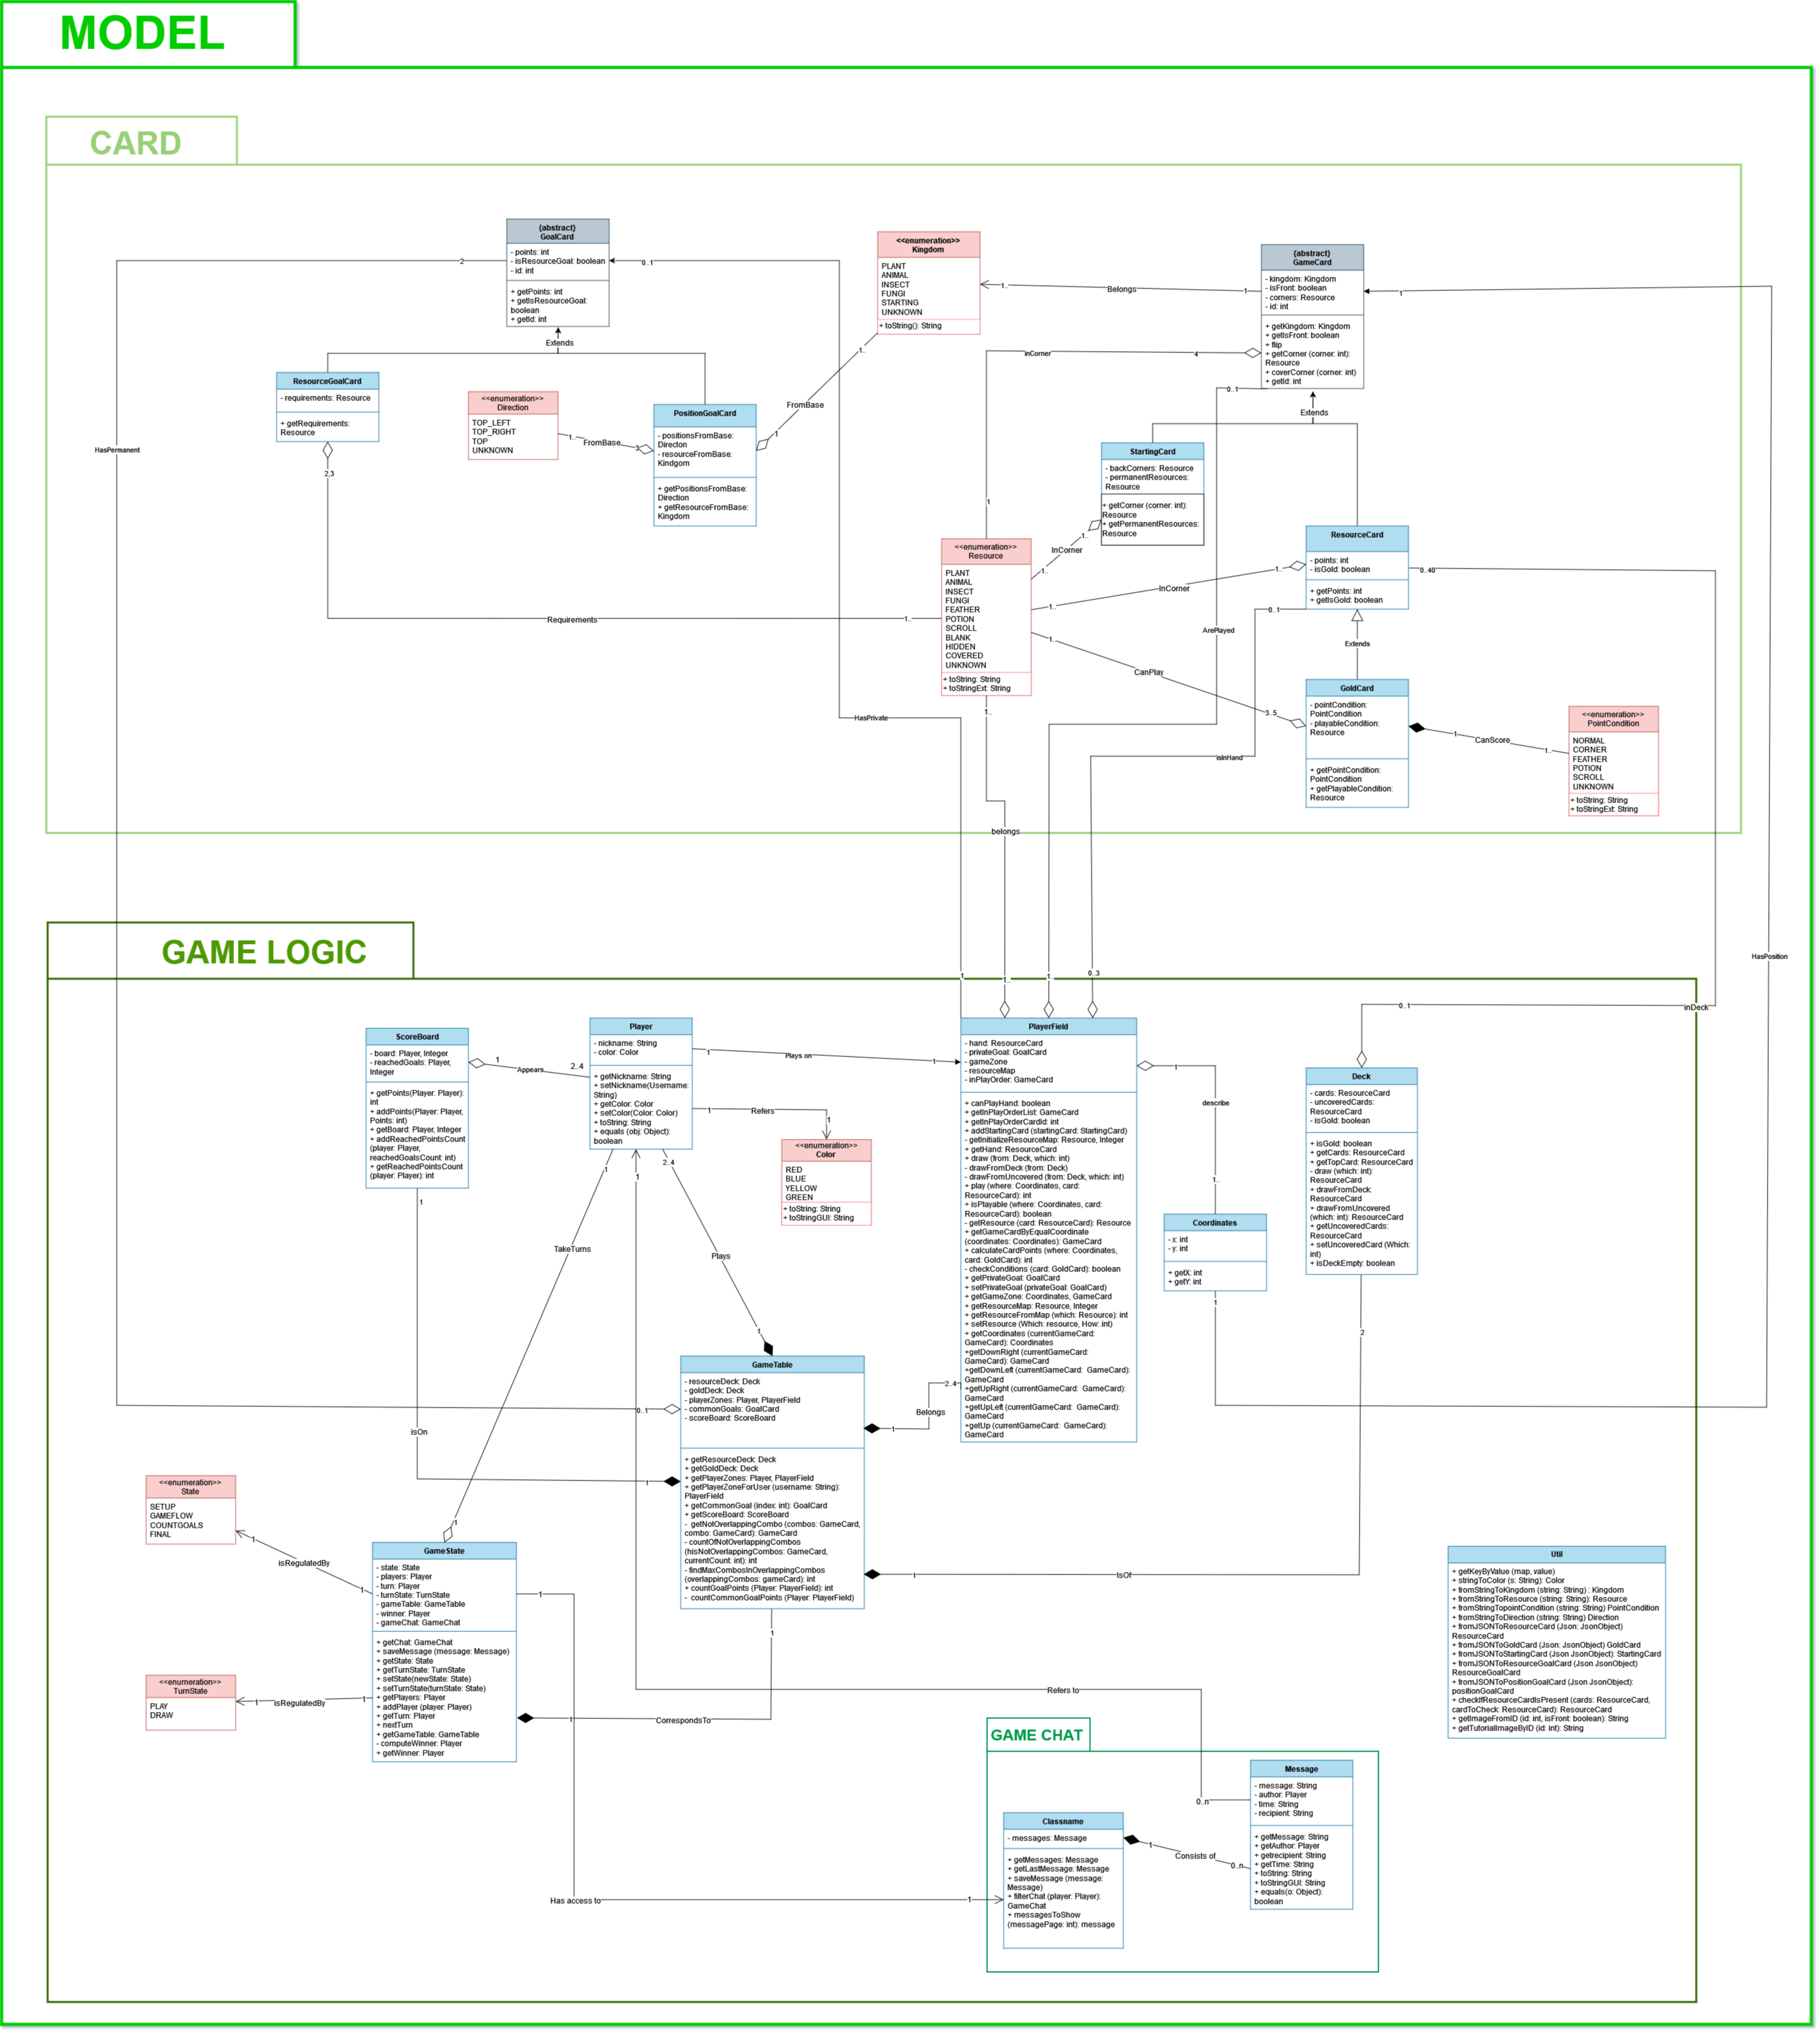 MODEL
CARD
{abstract}
GoalCard
- points: int
- isResourceGoal: boolean
- id: int
+ getPoints: int
+ getIsResourceGoal:
boolean
+ getId: int
2
0..1
Extends
HasPermanent
<<enumeration>>
Kingdom
PLANT
ANIMAL
INSECT
FUNGI
STARTING
UNKNOWN
+ toString(): String
1..
Belongs
1
{abstract}
GameCard
- kingdom: Kingdom
- isFront: boolean
- corners: Resource
- id: int
+ getKingdom: Kingdom
+ getIsFront: boolean
+ flip
+ getCorner (corner: int):
Resource
+ coverCorner (corner: int)
+ getId: int
1
inCorner
4
1
0..1
Extends
1..
FromBase
1
ResourceGoalCard
- requirements: Resource
+ getRequirements:
Resource
2,3
Requirements
1..
<<enumeration>>
Direction
TOP_LEFT
TOP_RIGHT
TOP
UNKNOWN
1..
FromBase
3
PositionGoalCard
- positionsFromBase:
Directon
- resourceFromBase:
Kindgom
+ getPositionsFromBase:
Direction
+ getResourceFromBase:
Kingdom
StartingCard
- backCorners: Resource
- permanentResources:
Resource
+ getCorner (corner: int):
Resource
+ getPermanentResources:
Resource
1..
InCorner
1..
<<enumeration>>
Resource
PLANT
ANIMAL
INSECT
FUNGI
FEATHER
POTION
SCROLL
BLANK
HIDDEN
COVERED
UNKNOWN
+ toString: String
+ toStringExt: String
1..
InCorner
1..
1..
CanPlay
3..5
ResourceCard
- points: int
- isGold: boolean
+ getPoints: int
+ getIsGold: boolean
0..40
0..1
Extends
GoldCard
- pointCondition:
PointCondition
- playableCondition:
Resource
+ getPointCondition:
PointCondition
+ getPlayableCondition:
Resource
1
CanScore
1..
<<enumeration>>
PointCondition
NORMAL
CORNER
FEATHER
POTION
SCROLL
UNKNOWN
+ toString: String
+ toStringExt: String
ArePlayed
HasPrivate
isInHand
1..
belongs
HasPosition
GAME LOGIC
1
1..
1..
0..3
0..1
inDeck
ScoreBoard
- board: Player, Integer
- reachedGoals: Player,
Integer
+ getPoints(Player: Player):
int
+ addPoints(Player: Player,
Points: int)
+ getBoard: Player, Integer
+ addReachedPointsCount
(player: Player,
reachedGoalsCount: int)
+ getReachedPointsCount
(player: Player): int
1
Appears
2..4
1
isOn
1
Player
- nickname: String
- color: Color
+ getNickname: String
+ setNickname(Username:
String)
+ getColor: Color
+ setColor(Color: Color)
+ toString: String
+ equals (obj: Object):
boolean
1
Plays on
1
1
Refers
1
<<enumeration>>
Color
RED
BLUE
YELLOW
GREEN
+ toString: String
+ toStringGUI: String
1
TakeTurns
1
1
2..4
Plays
1
PlayerField
- hand: ResourceCard
- privateGoal: GoalCard
- gameZone
- resourceMap
- inPlayOrder: GameCard
+ canPlayHand: boolean
+ getInPlayOrderList: GameCard
+ getInPlayOrderCardId: int
+ addStartingCard (startingCard: StartingCard)
- getInitializeResourceMap: Resource, Integer
+ getHand: ResourceCard
+ draw (from: Deck, which: int)
- drawFromDeck (from: Deck)
- drawFromUncovered (from: Deck, which: int)
+ play (where: Coordinates, card:
ResourceCard): int
+ isPlayable (where: Coordinates, card:
ResourceCard): boolean
- getResource (card: ResourceCard): Resource
+ getGameCardByEqualCoordinate
(coordinates: Coordinates): GameCard
+ calculateCardPoints (where: Coordinates,
card: GoldCard): int
- checkConditions (card: GoldCard): boolean
+ getPrivateGoal: GoalCard
+ setPrivateGoal (privateGoal: GoalCard)
+ getGameZone: Coordinates, GameCard
+ getResourceMap: Resource, Integer
+ getResourceFromMap (which: Resource): int
+ setResource (Which: resource, How: int)
+ getCoordinates (currentGameCard:
GameCard): Coordinates
+getDownRight (currentGameCard:
GameCard): GameCard
+getDownLeft (currentGameCard: GameCard):
GameCard
+getUpRight (currentGameCard: GameCard):
GameCard
+getUpLeft (currentGameCard: GameCard):
GameCard
+getUp (currentGameCard: GameCard):
GameCard
1
describe
1..
Coordinates
- x: int
- y: int
+ getX: int
+ getY: int
1
Deck
- cards: ResourceCard
- uncoveredCards:
ResourceCard
- isGold: boolean
+ isGold: boolean
+ getCards: ResourceCard
+ getTopCard: ResourceCard
- draw (which: int):
ResourceCard
+ drawFromDeck:
ResourceCard
+ drawFromUncovered
(which: int): ResourceCard
+ getUncoveredCards:
ResourceCard
+ setUncoveredCard (Which:
int)
+ isDeckEmpty: boolean
2
GameTable
- resourceDeck: Deck
- goldDeck: Deck
- playerZones: Player, PlayerField
- commonGoals: GoalCard
- scoreBoard: ScoreBoard
+ getResourceDeck: Deck
+ getGoldDeck: Deck
+ getPlayerZones: Player, PlayerField
+ getPlayerZoneForUser (username: String):
PlayerField
+ getCommonGoal (index: int): GoalCard
+ getScoreBoard: ScoreBoard
- getNotOverlappingCombo (combos: GameCard,
combo: GameCard): GameCard
- countOfNotOverlappingCombos
(hisNotOverlappingCombos: GameCard,
currentCount: int): int
- findMaxCombosInOverlappingCombos
(overlappingCombos: gameCard): int
+ countGoalPoints (Player: PlayerField): int
- countCommonGoalPoints (Player: PlayerField)
0..1
2..4
Belongs
1
1
IsOf
1
CorrespondsTo
1
<<enumeration>>
State
SETUP
GAMEFLOW
COUNTGOALS
FINAL
1
isRegulatedBy
1
GameState
- state: State
- players: Player
- turn: Player
- turnState: TurnState
- gameTable: GameTable
- winner: Player
- gameChat: GameChat
+ getChat: GameChat
+ saveMessage (message: Message)
+ getState: State
+ getTurnState: TurnState
+ setState(newState: State)
+ setTurnState(turnState: State)
+ getPlayers: Player
+ addPlayer (player: Player)
+ getTurn: Player
+ nextTurn
+ getGameTable: GameTable
- computeWinner: Player
+ getWinner: Player
1
<<enumeration>>
TurnState
PLAY
DRAW
1
isRegulatedBy
1
Util
+ getKeyByValue (map, value)
+ stringToColor (s: String): Color
+ fromStringToKingdom (string: String) : Kingdom
+ fromStringToResource (string: String): Resource
+ fromStringTopointCondition (string: String) PointCondition
+ fromStringToDirection (string: String) Direction
+ fromJSONToResourceCard (Json: JsonObject)
ResourceCard
+ fromJSONToGoldCard (Json: JsonObject) GoldCard
+ fromJSONToStartingCard (Json JsonObject): StartingCard
+ fromJSONToResourceGoalCard (Json JsonObject)
ResourceGoalCard
+ fromJSONToPositionGoalCard (Json JsonObject):
positionGoalCard
+ checkIfResourceCardIsPresent (cards: ResourceCard,
cardToCheck: ResourceCard): ResourceCard
+ getImageFromID (id: int, isFront: boolean): String
+ getTutorialImageByID (id: int): String
Refers to
GAME CHAT
Message
- message: String
- author: Player
- time: String
- recipient: String
+ getMessage: String
+ getAuthor: Player
+ getrecipient: String
+ getTime: String
+ toString: String
+ toStringGUI: String
+ equals(o: Object):
boolean
0..n
Classname
- messages: Message
+ getMessages: Message
+ getLastMessage: Message
+ saveMessage (message:
Message)
+ filterChat (player: Player):
GameChat
+ messagesToShow
(messagePage: int): message
1
Consists of
0..n
Has access to
1